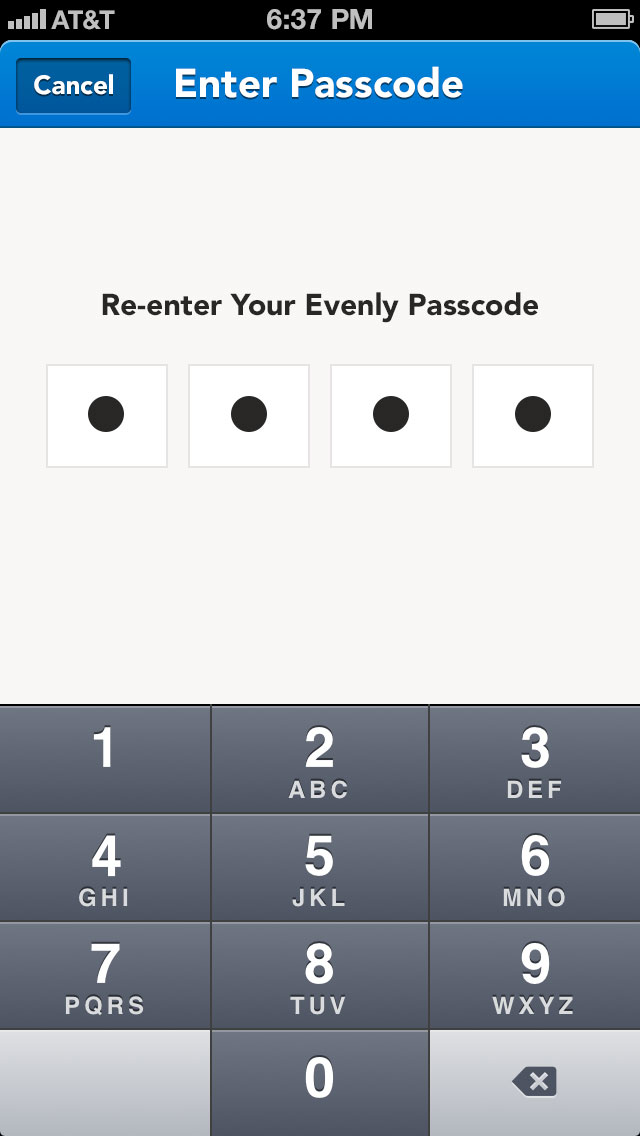 AT&T 6:37 PM
Cancel Enter Passcode
Re-enter Your Evenly Passcode
1 2 3
ABC DEF
4 5 6
GHI JKL MNO
7 8 9
PQRS TUV WXYZ
0